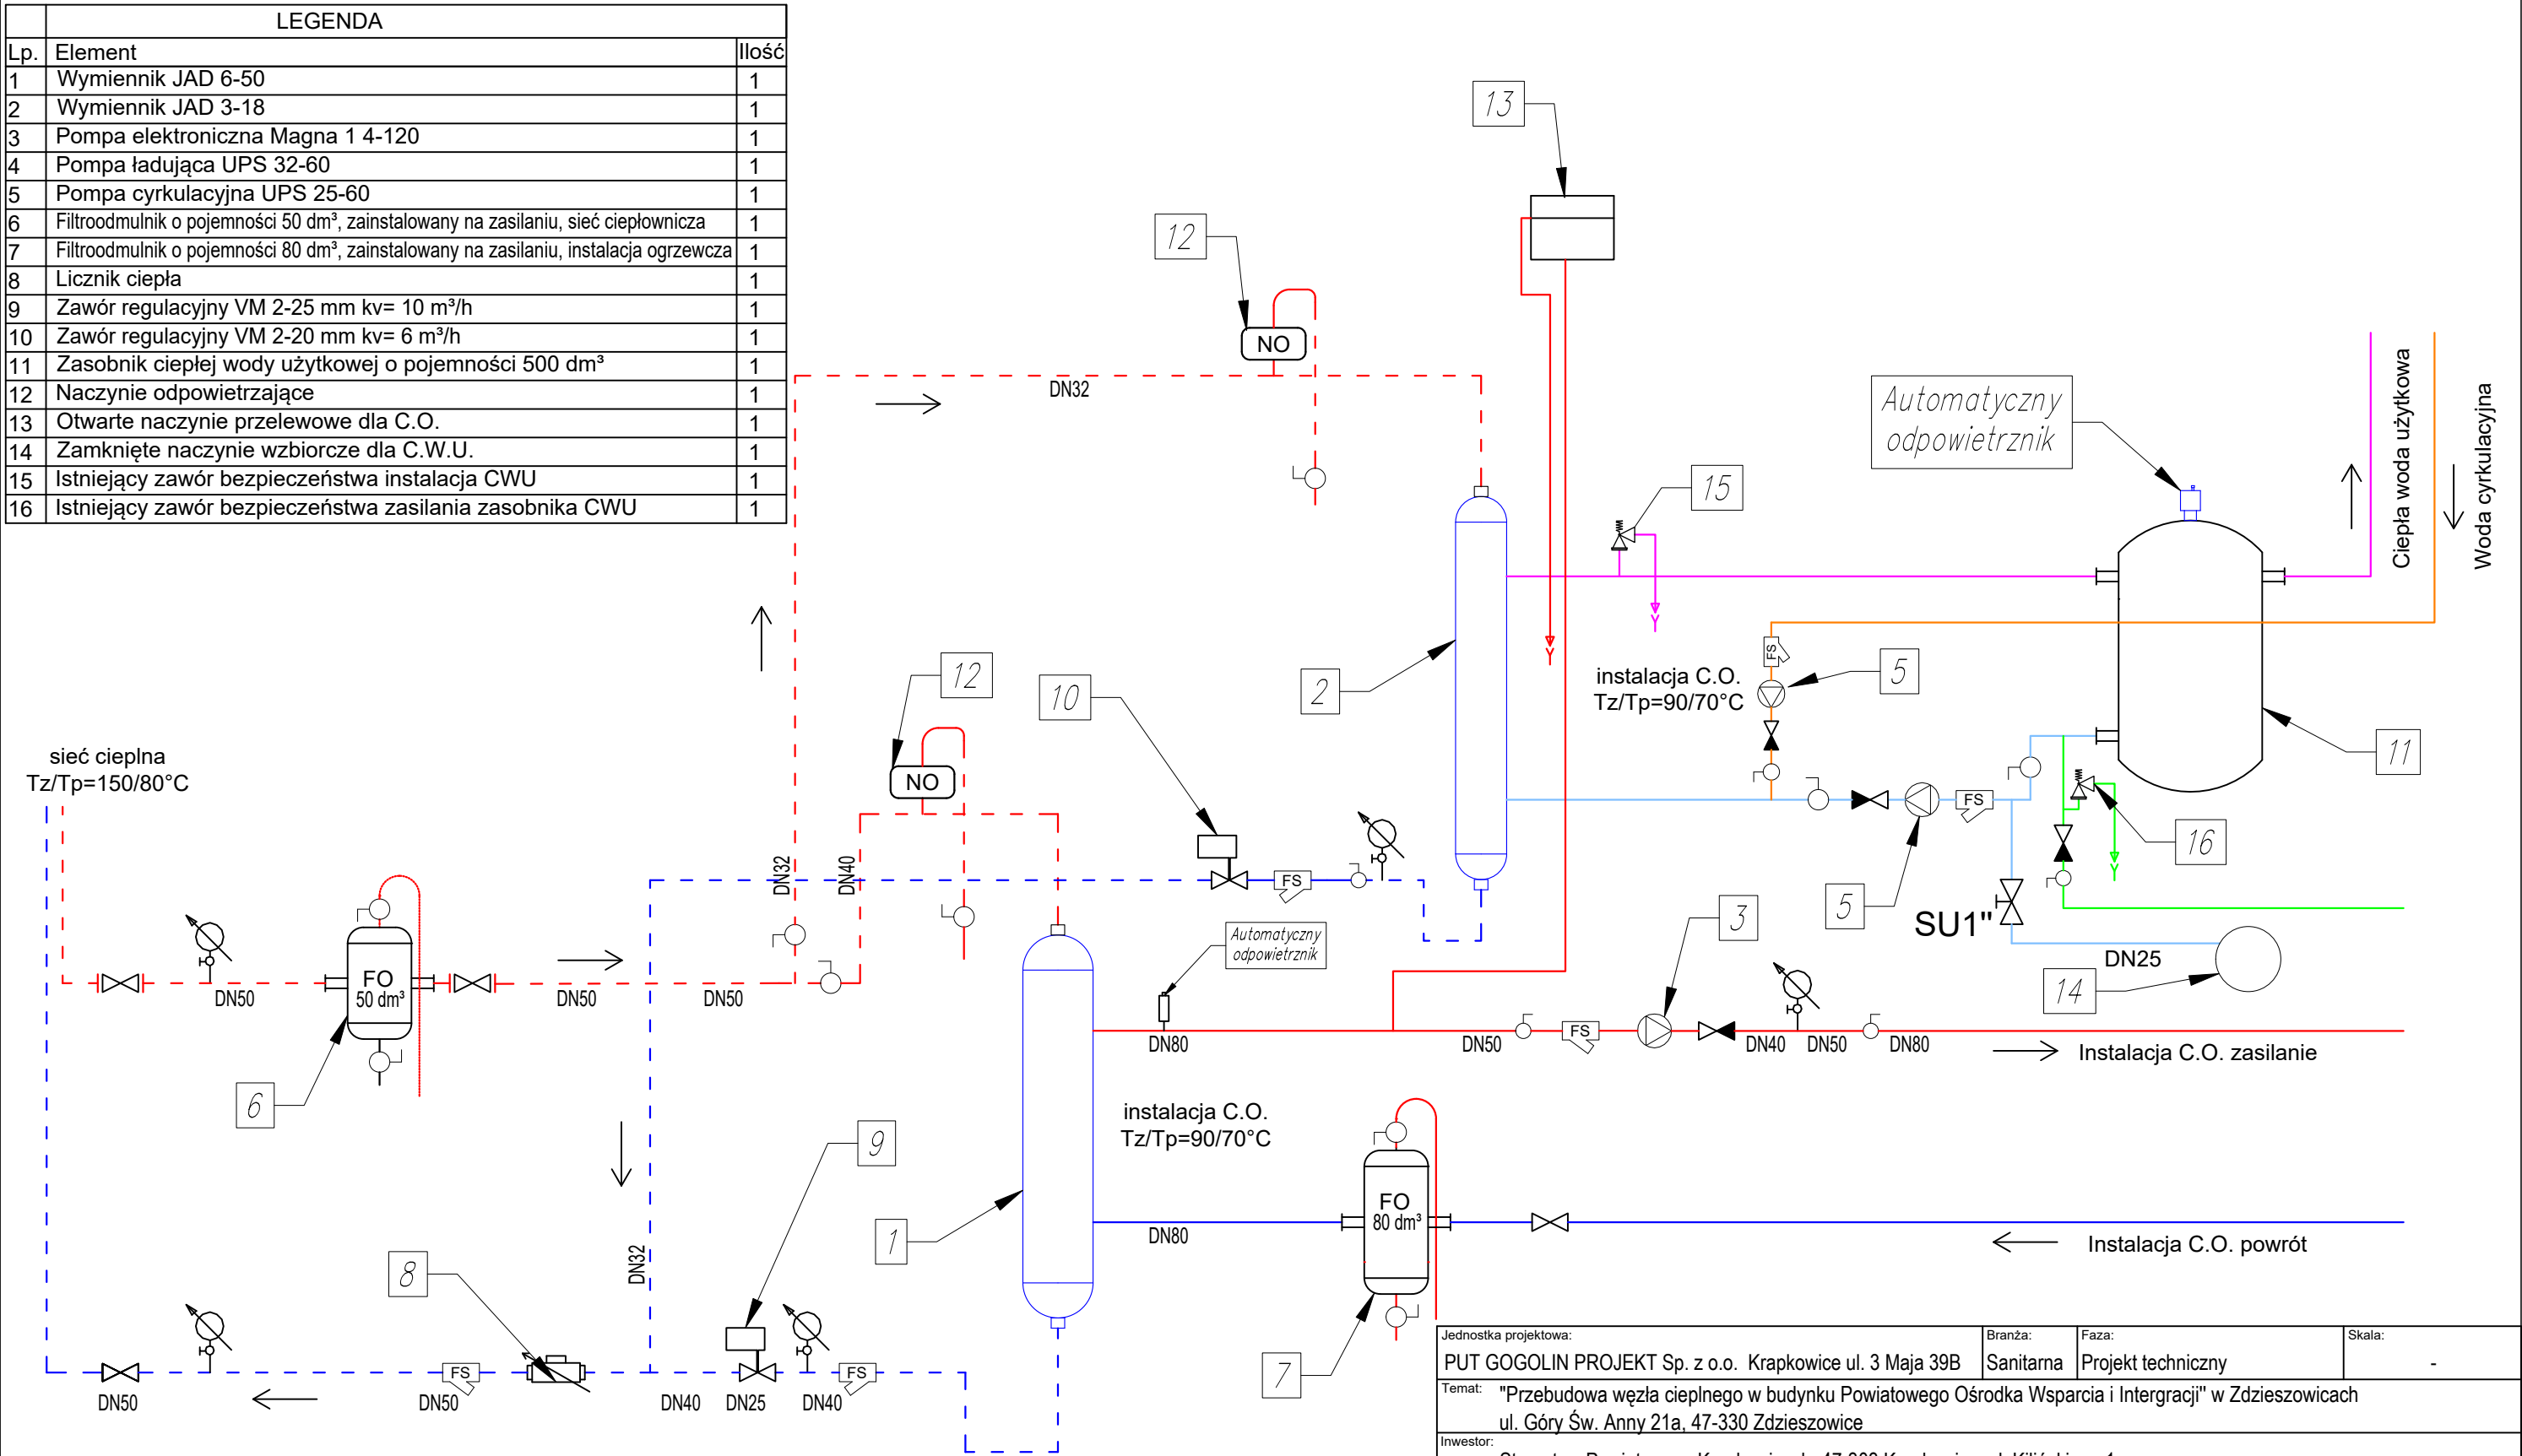 LEGENDA
Lp. Element Ilość
1 Wymiennik JAD 6-50 1
2 Wymiennik JAD 3-18 1
3 Pompa elektroniczna Magna 1 4-120 1
4 Pompa ładująca UPS 32-60 1
5 Pompa cyrkulacyjna UPS 25-60 1
6 Filtroodmulnik o pojemności 50 dm³, zainstalowany na zasilaniu, sieć ciepłownicza 1
7 Filtroodmulnik o pojemności 80 dm³, zainstalowany na zasilaniu, instalacja ogrzewcza 1
8 Licznik ciepła 1
9 Zawór regulacyjny VM 2-25 mm kv= 10 m³/h 1
10 Zawór regulacyjny VM 2-20 mm kv= 6 m³/h 1
11 Zasobnik ciepłej wody użytkowej o pojemności 500 dm³ 1
12 Naczynie odpowietrzające 1
13 Otwarte naczynie przelewowe dla C.O. 1
14 Zamknięte naczynie wzbiorcze dla C.W.U. 1
15 Istniejący zawór bezpieczeństwa instalacja CWU 1
16 Istniejący zawór bezpieczeństwa zasilania zasobnika CWU 1
13
12
NO
DN32
Automatyczny
odpowietrznik
Ciepła woda użytkowa
Woda cyrkulacyjna
15
2
instalacja C.O.
Tz/Tp=90/70°C
FS
5
11
12
10
NO
sieć cieplna
Tz/Tp=150/80°C
DN32
DN40
FS
FS
5
16
SU1"
DN25
14
3
Automatyczny
odpowietrznik
FO
50 dm³
DN50
DN50
DN50
6
DN80
DN50
FS
DN40
DN50
DN80
Instalacja C.O. zasilanie
instalacja C.O.
Tz/Tp=90/70°C
9
1
FO
80 dm³
DN80
Instalacja C.O. powrót
DN32
8
7
FS
FS
DN50
DN50
DN40
DN25
DN40
Jednostka projektowa:
PUT GOGOLIN PROJEKT Sp. z o.o. Krapkowice ul. 3 Maja 39B
Branża:
Sanitarna
Faza:
Projekt techniczny
Skala:
-
Temat: "Przebudowa węzła cieplnego w budynku Powiatowego Ośrodka Wsparcia i Intergracji" w Zdzieszowicach
ul. Góry Św. Anny 21a, 47-330 Zdzieszowice
Inwestor: